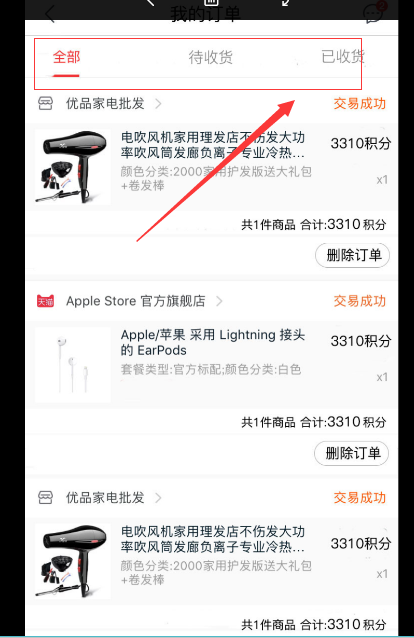 我的订单
全部
待收货
已收货
优品家电批发
交易成功
电吹风机家用理发店不伤发大功
率吹风筒发廊负离子专业冷热...
3310积分
颜色分类:2000家用护发版送大礼包
+卷发棒
x1
共1件商品 合计:3310 积分
删除订单
天猫
Apple Store 官方旗舰店
交易成功
Apple/苹果 采用 Lightning 接头
的 EarPods
3310积分
套餐类型:官方标配;颜色分类:白色
x1
共1件商品 合计:3310 积分
删除订单
优品家电批发
交易成功
电吹风机家用理发店不伤发大功
率吹风筒发廊负离子专业冷热...
3310积分
颜色分类:2000家用护发版送大礼包
+卷发棒
x1
共1件商品 合计:3310 积分